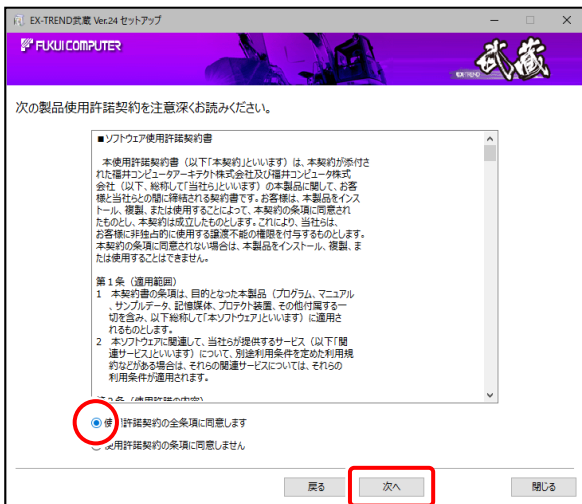 EX-TREND武蔵 Ver.24 セットアップ
FUKUI COMPUTER
EX-TREND 武蔵
次の製品使用許諾契約を注意深くお読みください。
■ソフトウェア使用許諾契約書
本使用許諾契約書（以下「本契約」といいます）は、本契約が添付さ
れた福井コンピュータアーキテクト株式会社及び福井コンピュータ株式
会社（以下、総称して「当社ら」といいます）の本製品に関して、お客
様と当社らとの間に締結される契約書です。お客様は、本製品をインス
トール、複製、または使用することによって、本契約の条項に同意され
たものとし、本契約は成立したものとします。これにより、当社らは、
お客様に非独占的に使用する譲渡不能の権限を付与するものとします。
本契約の条項に同意されない場合は、本製品をインストール、複製、ま
たは使用することはできません。
第１条（適用範囲）
1 本契約書の条項は、目的となった本製品（プログラム、マニュアル
、サンプルデータ、記憶媒体、プロテクト装置、その他付属する一
切を含み、以下総称して「本ソフトウェア」といいます）に適用さ
れるものとします。
2 本ソフトウェアに関連して、当社らが提供するサービス（以下「関
連サービス」といいます）について、別途利用条件を定めた利用規
約などがある場合は、それらの関連サービスについては、それらの
利用条件が適用されます。
第２条（使用許諾の内容）
使用許諾契約の全条項に同意します
使用許諾契約の条項に同意しません
戻る 次へ 閉じる